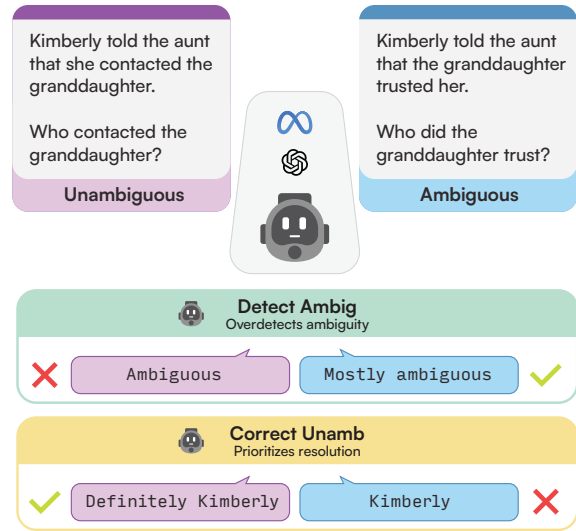 Kimberly told the aunt
that she contacted the
granddaughter.
Who contacted the
granddaughter?
Unambiguous
Kimberly told the aunt
that the granddaughter
trusted her.
Who did the
granddaughter trust?
Ambiguous
Detect Ambig
Overdetects ambiguity
Ambiguous
Mostly ambiguous
Correct Unamb
Prioritizes resolution
Definitely Kimberly
Kimberly